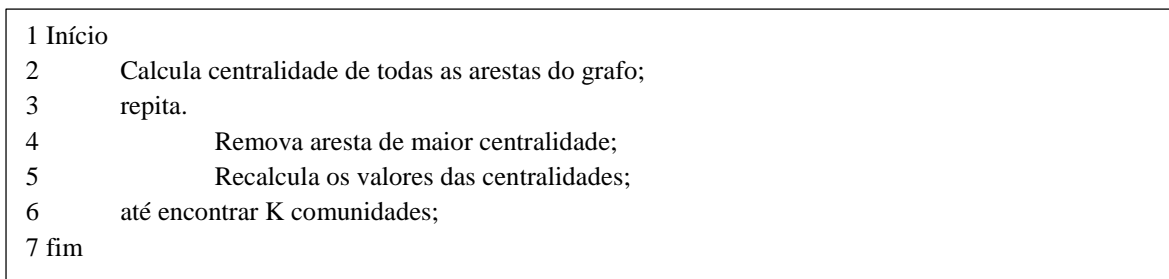 1 Início
2 Calcula centralidade de todas as arestas do grafo;
3 repita.
4 Remova aresta de maior centralidade;
5 Recalcula os valores das centralidades;
6 até encontrar K comunidades;
7 fim